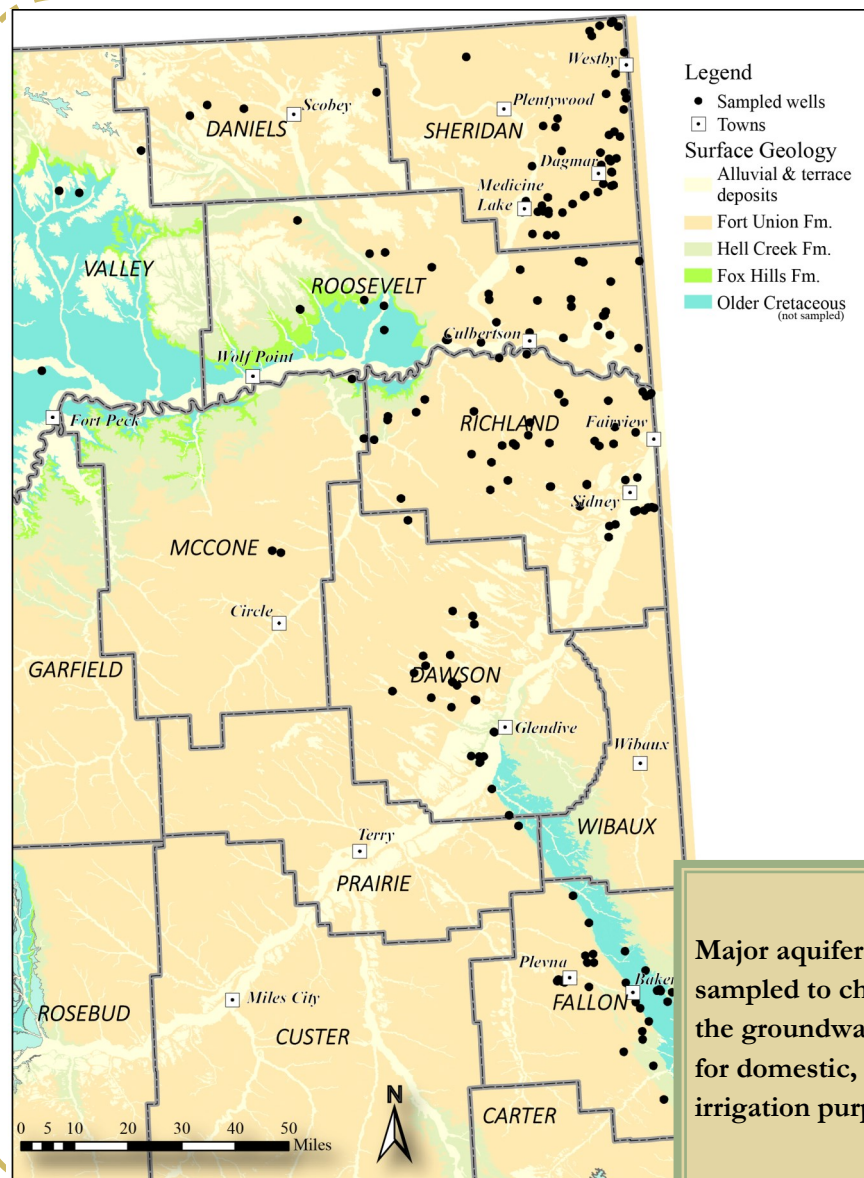 Westby
Scobey
Plentywood
DANIELS
SHERIDAN
Dagmar
Medicine
Lake
VALLEY
ROOSEVELT
Culbertson
Wolf Point
Fort Peck
RICHLAND
Fairview
Sidney
MCCONE
Circle
GARFIELD
DAWSON
Glendive
Wibaux
WIBAUX
Terry
PRAIRIE
Plevna
Baker
FALLON
ROSEBUD
Miles City
CUSTER
CARTER
N
0 5 10 20 30 40 50
Miles
Legend
Sampled wells
Towns
Surface Geology
Alluvial & terrace
deposits
Fort Union Fm.
Hell Creek Fm.
Fox Hills Fm.
Older Cretaceous
(not sampled)
Major aquifer
sampled to ch
the groundwa
for domestic,
irrigation purp